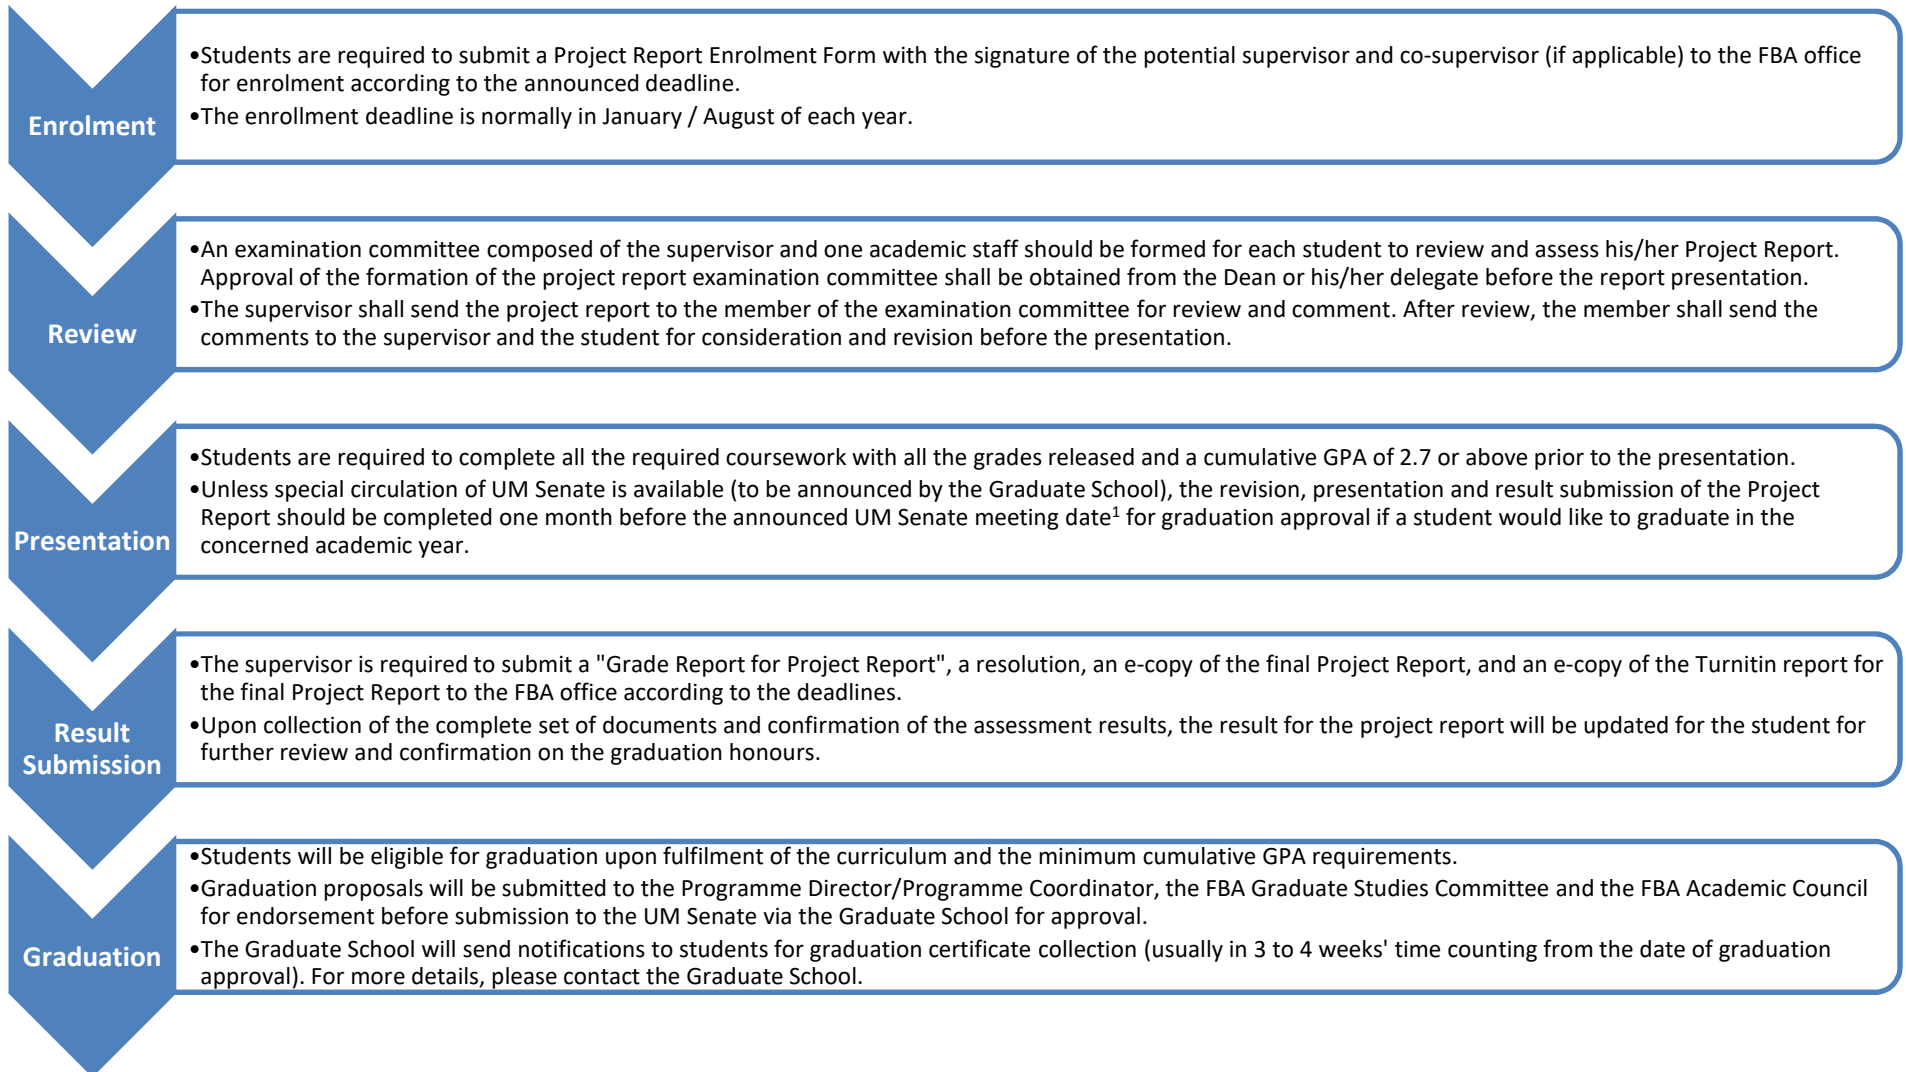 Enrolment
•Students are required to submit a Project Report Enrolment Form with the signature of the potential supervisor and co-supervisor (if applicable) to the FBA office
for enrolment according to the announced deadline.
•The enrollment deadline is normally in January / August of each year.
Review
•An examination committee composed of the supervisor and one academic staff should be formed for each student to review and assess his/her Project Report.
Approval of the formation of the project report examination committee shall be obtained from the Dean or his/her delegate before the report presentation.
•The supervisor shall send the project report to the member of the examination committee for review and comment. After review, the member shall send the
comments to the supervisor and the student for consideration and revision before the presentation.
Presentation
•Students are required to complete all the required coursework with all the grades released and a cumulative GPA of 2.7 or above prior to the presentation.
•Unless special circulation of UM Senate is available (to be announced by the Graduate School), the revision, presentation and result submission of the Project
Report should be completed one month before the announced UM Senate meeting date¹ for graduation approval if a student would like to graduate in the
concerned academic year.
Result
Submission
•The supervisor is required to submit a "Grade Report for Project Report", a resolution, an e-copy of the final Project Report, and an e-copy of the Turnitin report for
the final Project Report to the FBA office according to the deadlines.
•Upon collection of the complete set of documents and confirmation of the assessment results, the result for the project report will be updated for the student for
further review and confirmation on the graduation honours.
Graduation
•Students will be eligible for graduation upon fulfilment of the curriculum and the minimum cumulative GPA requirements.
•Graduation proposals will be submitted to the Programme Director/Programme Coordinator, the FBA Graduate Studies Committee and the FBA Academic Council
for endorsement before submission to the UM Senate via the Graduate School for approval.
•The Graduate School will send notifications to students for graduation certificate collection (usually in 3 to 4 weeks' time counting from the date of graduation
approval). For more details, please contact the Graduate School.